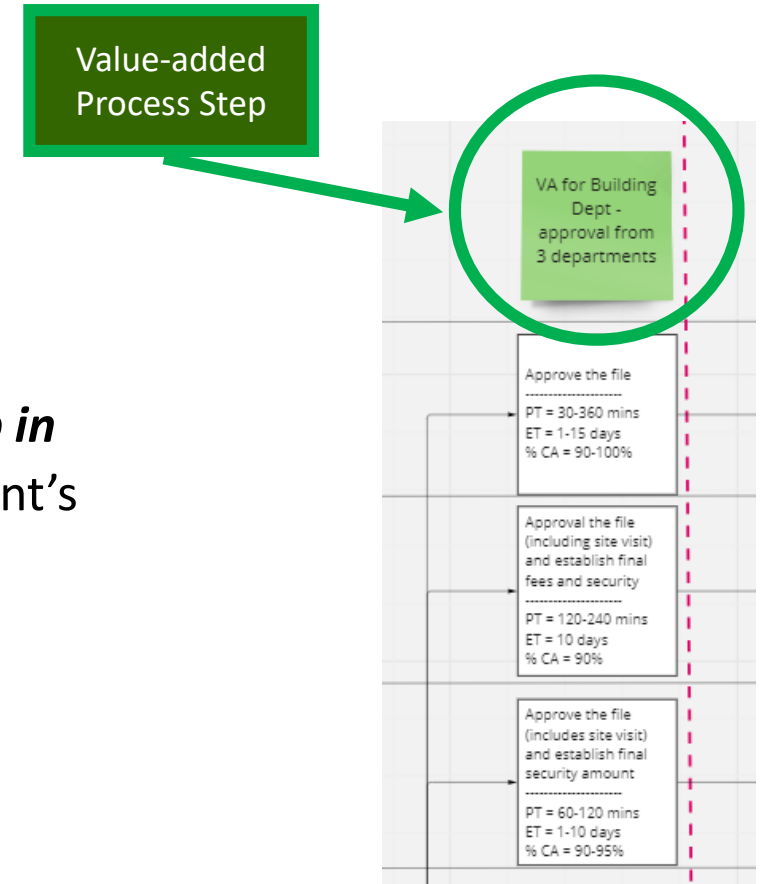 Value-added
Process Step
VA for Building
Dept -
approval from
3 departments
in
nt's
Approve the file
----------------------
PT = 30-360 mins
ET = 1-15 days
% CA = 90-100%
Approval the file
(including site visit)
and establish final
fees and security
----------------------
PT = 120-240 mins
ET = 10 days
% CA = 90%
Approve the file
(includes site visit)
and establish final
security amount
----------------------
PT = 60-120 mins
ET = 1-10 days
% CA = 90-95%